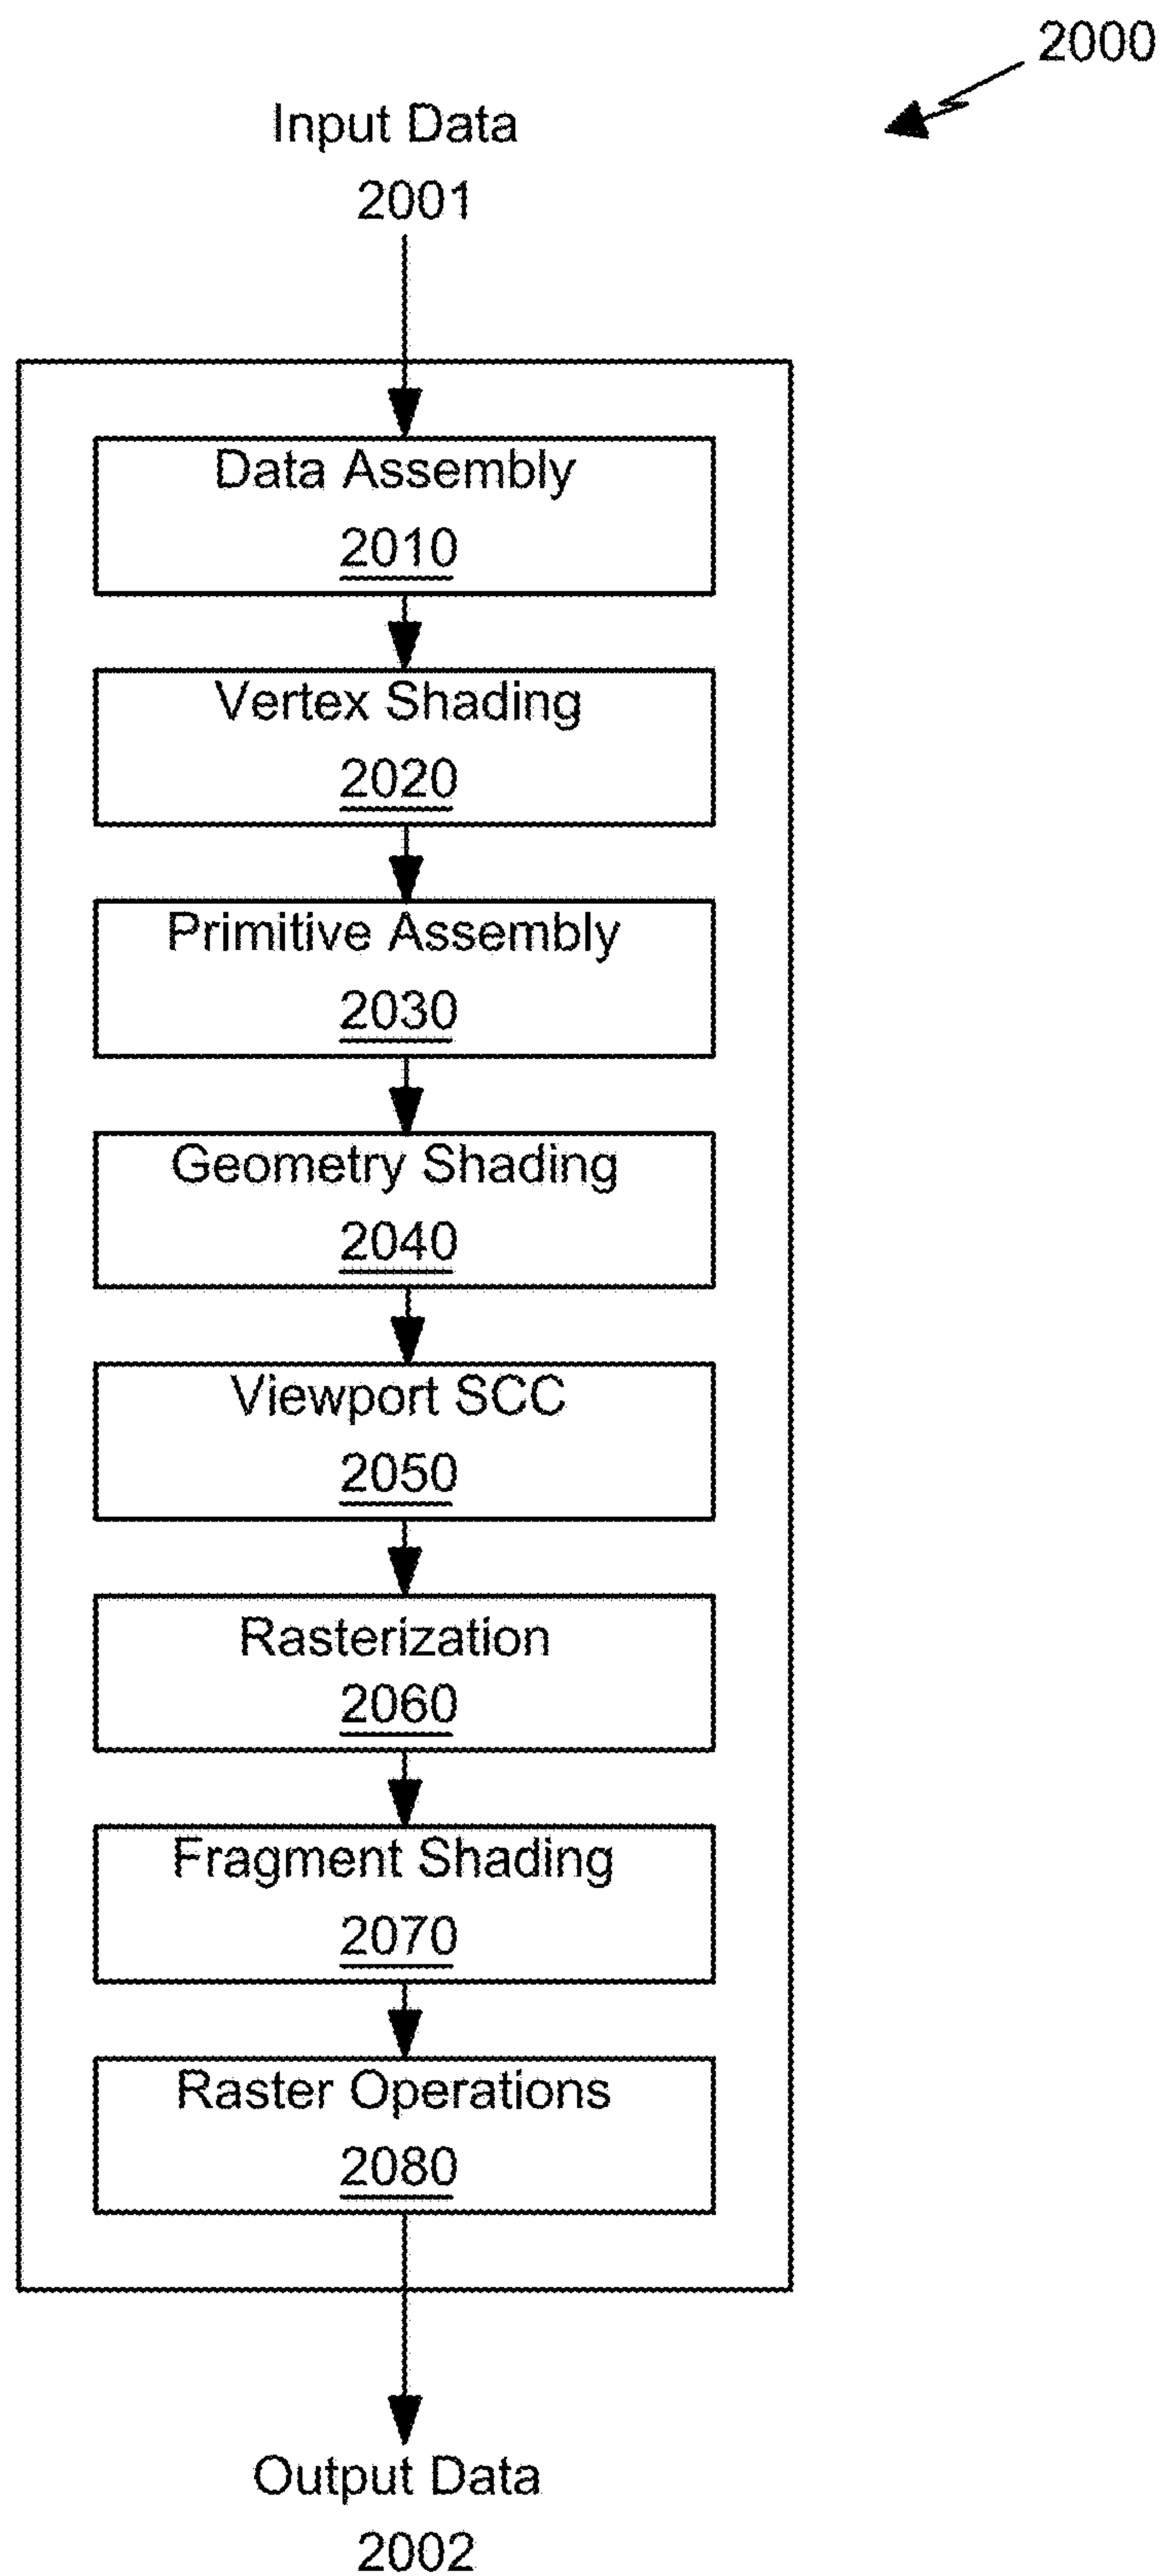 2000
Input Data
2001
Data Assembly
2010
Vertex Shading
2020
Primitive Assembly
2030
Geometry Shading
2040
Viewport SCC
2050
Rasterization
2060
Fragment Shading
2070
Raster Operations
2080
Output Data
2002